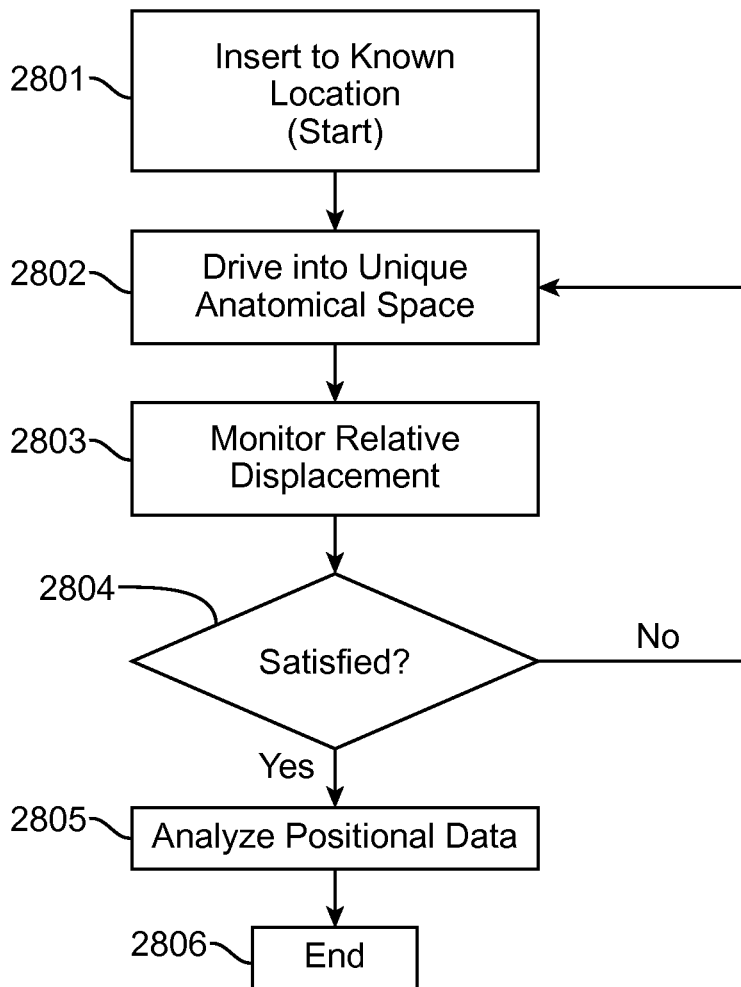 2801
Insert to Known
Location
(Start)
2802
Drive into Unique
Anatomical Space
2803
Monitor Relative
Displacement
2804
Satisfied?
No
Yes
2805
Analyze Positional Data
2806
End